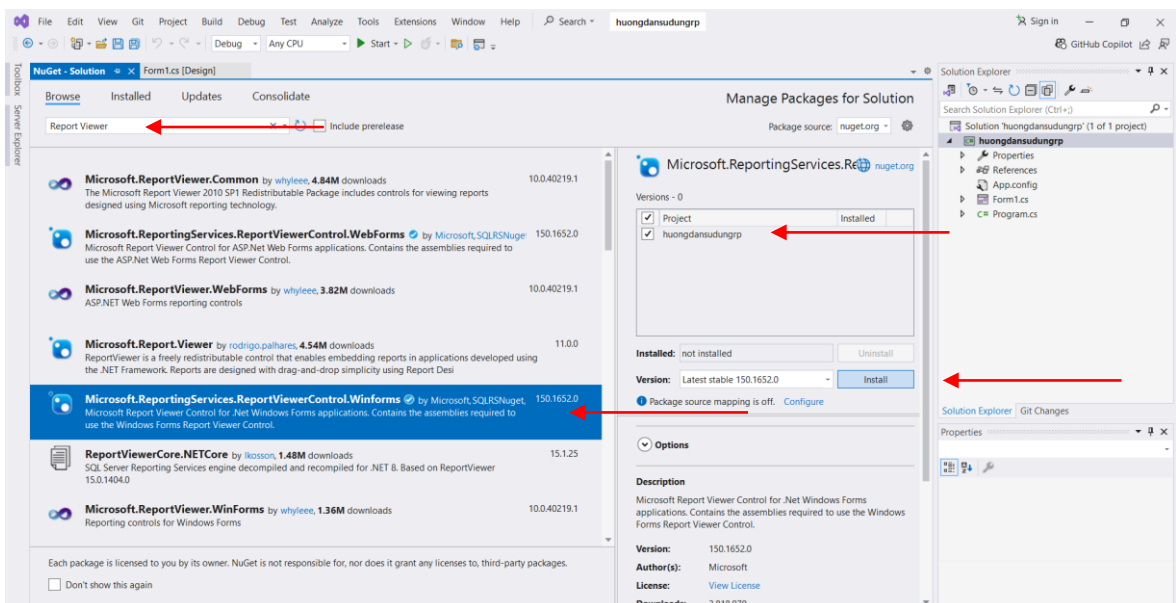 File Edit View Git Project Build Debug Test Analyze Tools Extensions Window Help Search huongdansudungrp Sign in
Debug Any CPU Start GitHub Copilot
Toolbox
Server Explorer
NuGet - Solution Form1.cs [Design]
Browse Installed Updates Consolidate
Manage Packages for Solution
Report Viewer Include prerelease
Package source: nuget.org
Microsoft.ReportViewer.Common by whyleee, 4.84M downloads 10.0.40219.1
The Microsoft Report Viewer 2010 SP1 Redistributable Package includes controls for viewing reports
designed using Microsoft reporting technology.
Microsoft.ReportingServices.ReportViewerControl.WebForms by Microsoft, SQLRSNuge 150.1652.0
Microsoft Report Viewer Control for ASP.Net Web Forms applications. Contains the assemblies required to
use the ASP.Net Web Forms Report Viewer Control.
Microsoft.ReportViewer.WebForms by whyleee, 3.82M downloads 10.0.40219.1
ASP.NET Web Forms reporting controls
Microsoft.Report.Viewer by rodrigo.palhares, 4.54M downloads 11.0.0
ReportViewer is a freely redistributable control that enables embedding reports in applications developed using
the .NET Framework. Reports are designed with drag-and-drop simplicity using Report Desi
Microsoft.ReportingServices.ReportViewerControl.Winforms by Microsoft, SQLRSNuget, 150.1652.0
Microsoft Report Viewer Control for .Net Windows Forms applications. Contains the assemblies required to
use the Windows Forms Report Viewer Control.
ReportViewerCore.NETCore by lkosson, 1.48M downloads 15.1.25
SQL Server Reporting Services engine decompiled and recompiled for .NET 8. Based on ReportViewer
15.0.1404.0
Microsoft.ReportViewer.WinForms by whyleee, 1.36M downloads 10.0.40219.1
Reporting controls for Windows Forms
Each package is licensed to you by its owner. NuGet is not responsible for, nor does it grant any licenses to, third-party packages.
Don't show this again
Microsoft.ReportingServices.Re nuget.org
Versions - 0
Project Installed
huongdansudungrp
Installed: not installed Uninstall
Version: Latest stable 150.1652.0 Install
Package source mapping is off. Configure
Options
Description
Microsoft Report Viewer Control for .Net Windows Forms
applications. Contains the assemblies required to use the Windows
Forms Report Viewer Control.
Version: 150.1652.0
Author(s): Microsoft
License: View License
Solution Explorer
Search Solution Explorer (Ctrl+;)
Solution 'huongdansudungrp' (1 of 1 project)
huongdansudungrp
Properties
References
App.config
Form1.cs
C# Program.cs
Solution Explorer Git Changes
Properties